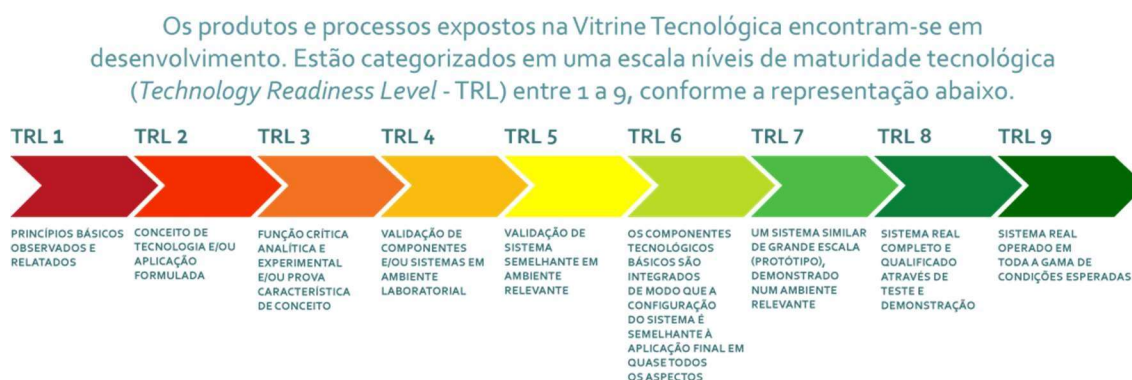 Os produtos e processos expostos na Vitrine Tecnológica encontram-se em
desenvolvimento. Estão categorizados em uma escala níveis de maturidade tecnológica
(Technology Readiness Level - TRL) entre 1 a 9, conforme a representação abaixo.
TRL 1
PRINCÍPIOS BÁSICOS
OBSERVADOS E
RELATADOS
TRL 2
CONCEITO DE
TECNOLOGIA E/OU
APLICAÇÃO
FORMULADA
TRL 3
FUNÇÃO CRÍTICA
ANALÍTICA E
EXPERIMENTAL
E/OU PROVA
CARACTERÍSTICA
DE CONCEITO
TRL 4
VALIDAÇÃO DE
COMPONENTES
E/OU SISTEMAS EM
AMBIENTE
LABORATORIAL
TRL 5
VALIDAÇÃO DE
SISTEMA
SEMELHANTE EM
AMBIENTE
RELEVANTE
TRL 6
OS COMPONENTES
TECNOLÓGICOS
BÁSICOS SÃO
INTEGRADOS
DE MODO QUE A
CONFIGURAÇÃO
DO SISTEMA É
SEMELHANTE À
APLICAÇÃO FINAL EM
QUASE TODOS
OS ASPECTOS
TRL 7
UM SISTEMA SIMILAR
DE GRANDE ESCALA
(PROTÓTIPO),
DEMONSTRADO
NUM AMBIENTE
RELEVANTE
TRL 8
SISTEMA REAL
COMPLETO E
QUALIFICADO
ATRAVÉS DE
TESTE E
DEMONSTRAÇÃO
TRL 9
SISTEMA REAL
OPERADO EM
TODA A GAMA DE
CONDIÇÕES ESPERADAS